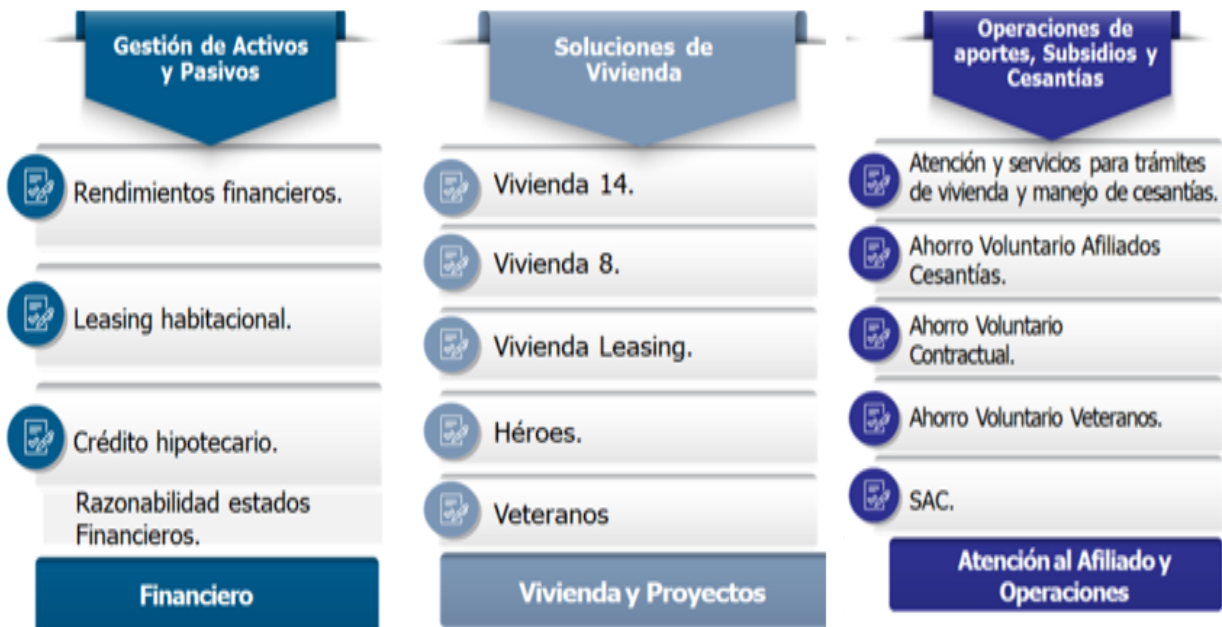 Gestión de Activos
y Pasivos
Rendimientos financieros.
Leasing habitacional.
Crédito hipotecario.
Razonabilidad estados
Financieros.
Financiero
Soluciones de
Vivienda
Vivienda 14.
Vivienda 8.
Vivienda Leasing.
Héroes.
Veteranos
Vivienda y Proyectos
Operaciones de
aportes, Subsidios y
Cesantías
Atención y servicios para trámites
de vivienda y manejo de cesantías.
Ahorro Voluntario Afiliados
Cesantías.
Ahorro Voluntario
Contractual.
Ahorro Voluntario Veteranos.
SAC.
Atención al Afiliado y
Operaciones